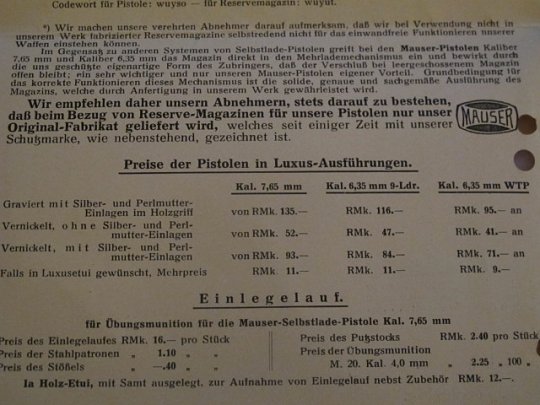 Codewort für Pistole: wuyso — für Reservemagazin: wuyut.
*) Wir machen unsere verehrten Abnehmer darauf aufmerksam, daß wir bei Verwendung nicht in
unserm Werk fabrizierter Reservemagazine selbstredend nicht für das einwandfreie Funktionieren unserer
Waffen einstehen können.
Im Gegensatz zu anderen Systemen von Selbstlade-Pistolen greift bei den Mauser-Pistolen Kaliber
7,65 mm und Kaliber 6,35 mm das Magazin direkt in den Mehrlademechanismus ein und bewirkt durch
die uns geschützte eigenartige Form des Zubringers, daß der Verschluß bei leergeschossenem Magazin
offen bleibt; ein sehr wichtiger und nur unseren Mauser-Pistolen eigener Vorteil. Grundbedingung für
das korrekte Funktionieren dieses Mechanismus ist die solide, genaue und sachgemäße Ausführung des
Magazins, welche durch Anfertigung in unserm Werk gewährleistet wird.
Wir empfehlen daher unsern Abnehmern, stets darauf zu bestehen,
daß beim Bezug von Reserve-Magazinen für unsere Pistolen nur unser
Original-Fabrikat geliefert wird, welches seit einiger Zeit mit unserer
Schutzmarke, wie nebenstehend, gezeichnet ist.
MAUSER
Preise der Pistolen in Luxus-Ausführungen.
Kal. 7,65 mm Kal. 6,35 mm 9-Ldr. Kal. 6,35 mm WTP
Graviert mit Silber- und Perlmutter-
Einlagen im Holzgriff von RMk. 135.— RMk. 116.— RMk. 95.— an
Vernickelt, ohne Silber- und Perl-
mutter-Einlagen von RMk. 52.— RMk. 47.— RMk. 41.— an
Vernickelt, mit Silber- und Perl-
mutter-Einlagen von RMk. 93.— RMk. 84.— RMk. 71.— an
Falls in Luxusetui gewünscht, Mehrpreis RMk. 11.— RMk. 11.— RMk. 9.—
Einlegelauf.
für Übungsmunition für die Mauser-Selbstlade-Pistole Kal. 7,65 mm
Preis des Einlegelaufes RMk. 16.— pro Stück Preis des Putzstocks RMk. 2.40 pro Stück
Preis der Stahlpatronen „ 1.10 „ „ Preis der Übungsmunition
Preis des Stößels „ —.40 „ „ M. 20. Kal. 4,0 mm „ 2.25 „ 100 „
Ia Holz-Etui, mit Samt ausgelegt, zur Aufnahme von Einlegelauf nebst Zubehör RMk. 12.—.